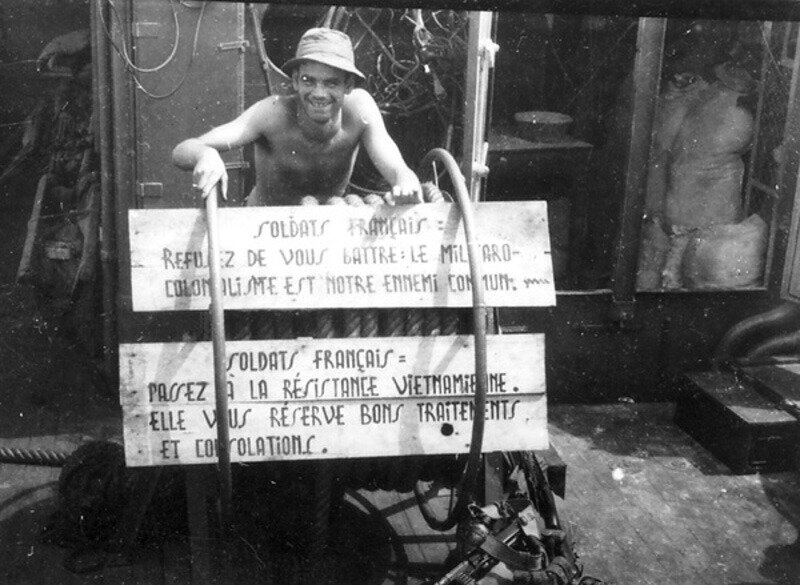 SOLDATS FRANÇAIS =
REFUSEZ DE VOUS BATTRE: LE MILITARO-
COLONIALISTE EST NOTRE ENNEMI COMMUN.
SOLDATS FRANÇAIS =
PASSEZ À LA RÉSISTANCE VIETNAMIENNE.
ELLE VOUS RÉSERVE BONS TRAITEMENTS
ET CONSOLATIONS.